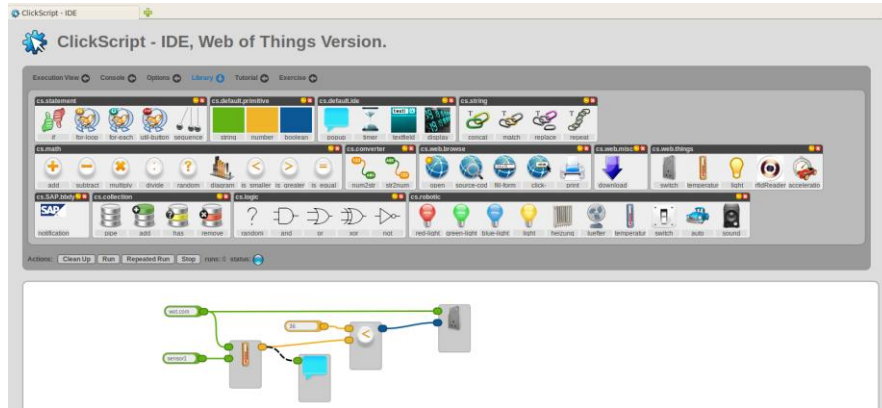 ClickScript - IDE
ClickScript - IDE, Web of Things Version.
Execution View Console Options Library Tutorial Exercise
cs.statement cs.default.primitive cs.default.ide cs.string
if for-loop for-each util-button sequence string number boolean popup timer textfield display concat match replace repeat
cs.math cs.converter cs.web.browse cs.web.misc cs.web.things
add subtract multiply divide random diagram is smaller is greater is equal num2str str2num open source-cod fill-form click- print download switch temperatur light rfidReader acceleratio
cs.collection cs.logic cs.robotic
SAP
notification pipe add has remove random and or xor not red-light green-light blue-light light heizung luefter temperatur switch auto sound
Actions: Clean Up Run Repeated Run Stop runs: 0 status:
sensor1